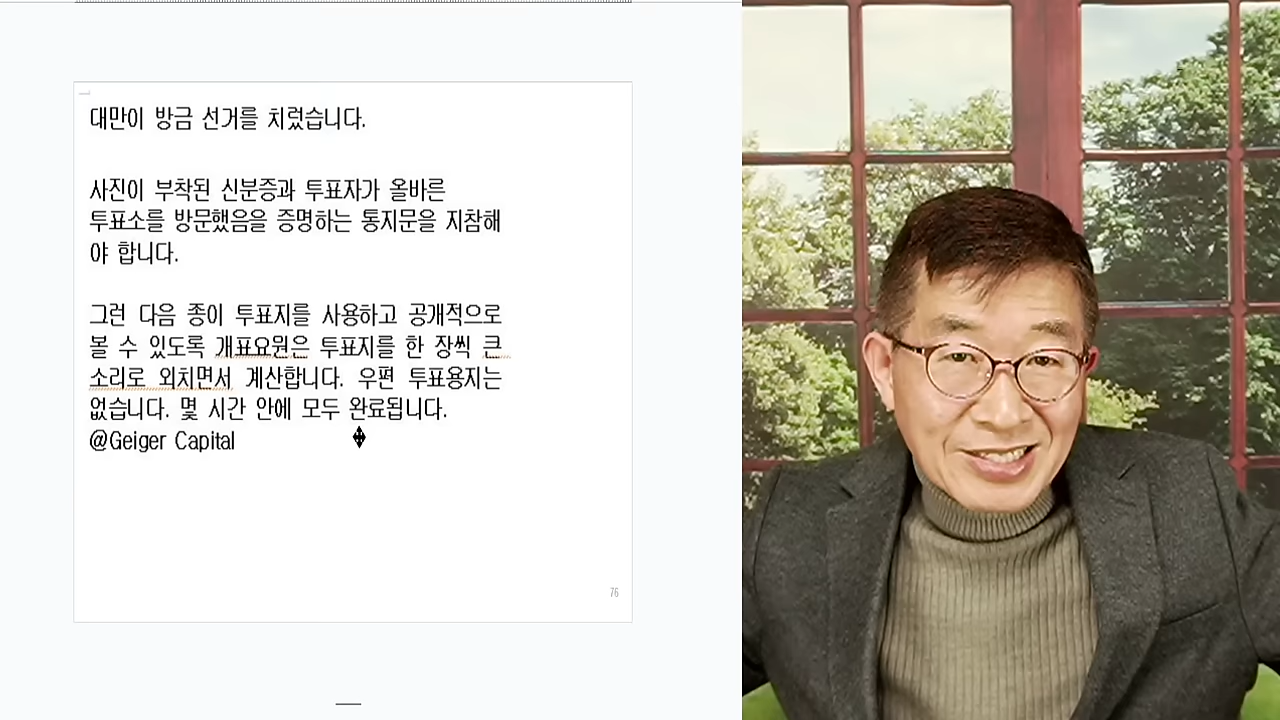 대만이 방금 선거를 치렀습니다.
사진이 부착된 신분증과 투표자가 올바른
투표소를 방문했음을 증명하는 통지문을 지참해
야 합니다.
그런 다음 종이 투표지를 사용하고 공개적으로
볼 수 있도록 개표요원은 투표지를 한 장씩 큰
소리로 외치면서 계산합니다. 우편 투표용지는
없습니다. 몇 시간 안에 모두 완료됩니다.
@Geiger Capital
76